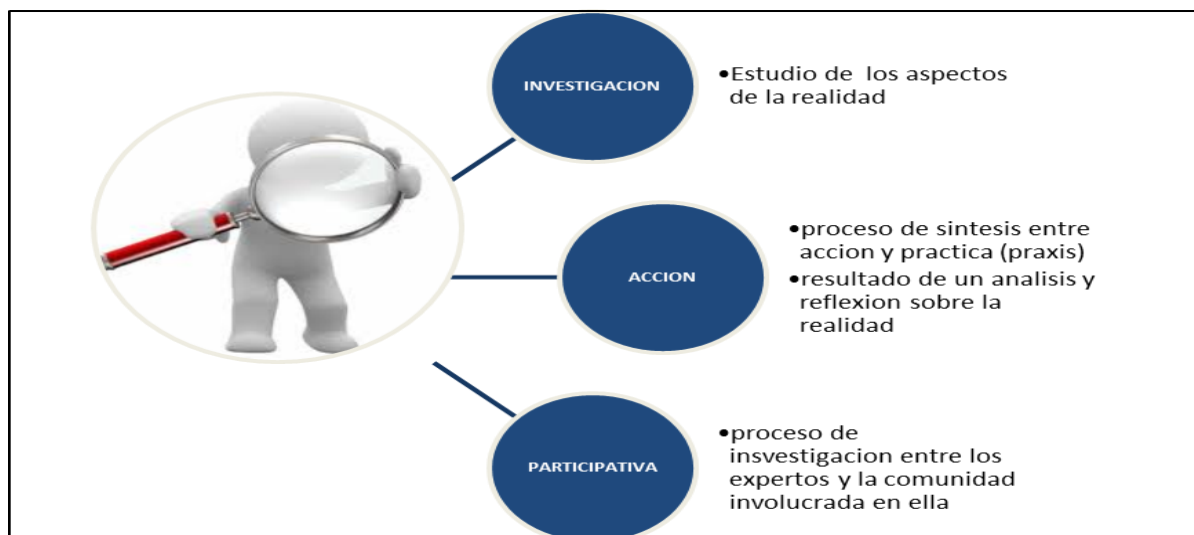 INVESTIGACION
•Estudio de los aspectos
de la realidad
ACCION
•proceso de sintesis entre
accion y practica (praxis)
•resultado de un analisis y
reflexion sobre la
realidad
PARTICIPATIVA
•proceso de
insvestigacion entre los
expertos y la comunidad
involucrada en ella